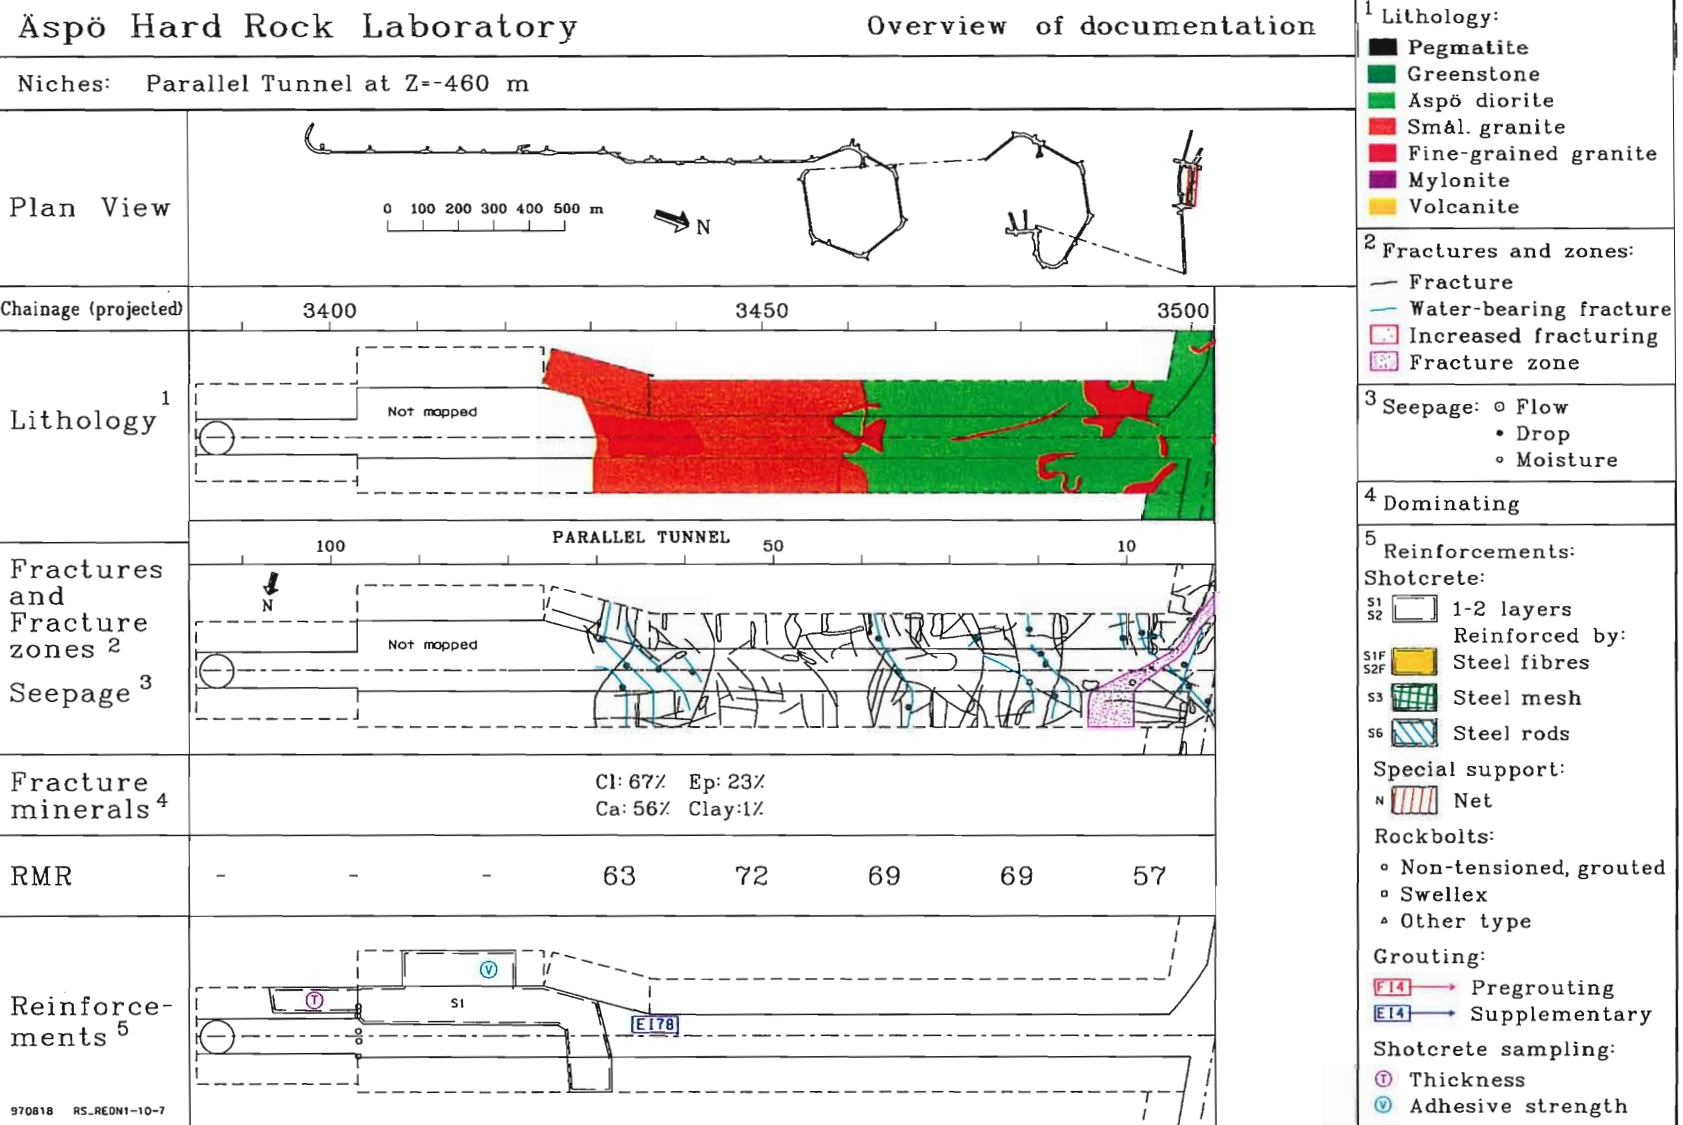 Äspö Hard Rock Laboratory
Overview of documentation
Niches: Parallel Tunnel at Z=-460 m
Plan View
0 100 200 300 400 500 m
N
Chainage (projected)
3400 3450 3500
Lithology 1
Not mapped
PARALLEL TUNNEL
100 50 10
Fractures
and
Fracture
zones 2
Seepage 3
N
Not mapped
Fracture
minerals 4
Cl: 67% Ep: 23%
Ca: 56% Clay:1%
RMR
- - - 63 72 69 69 57
Reinforce-
ments 5
V
T
S1
E178
970818 RS_REDN1-10-7
1 Lithology:
Pegmatite
Greenstone
Äspö diorite
Smål. granite
Fine-grained granite
Mylonite
Volcanite
2 Fractures and zones:
Fracture
Water-bearing fracture
Increased fracturing
Fracture zone
3 Seepage: Flow
Drop
Moisture
4 Dominating
5 Reinforcements:
Shotcrete:
S1
S2 1-2 layers
Reinforced by:
S1F
S2F Steel fibres
S3 Steel mesh
S6 Steel rods
Special support:
N Net
Rockbolts:
Non-tensioned, grouted
Swellex
Other type
Grouting:
F14 Pregrouting
E14 Supplementary
Shotcrete sampling:
T Thickness
V Adhesive strength